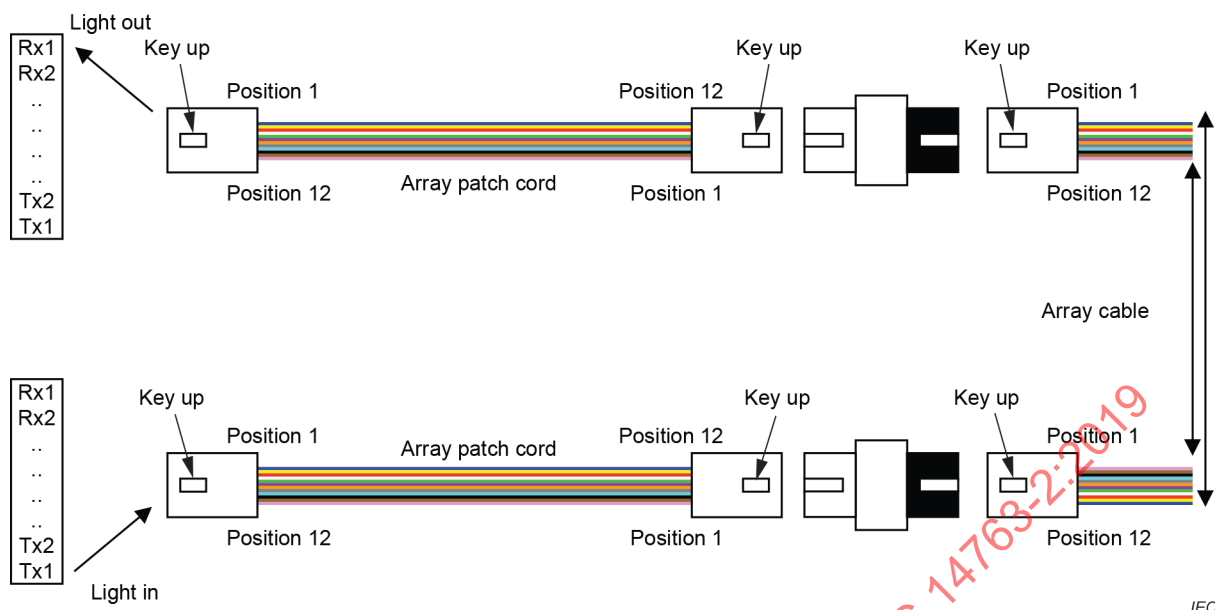 Light out
Rx1
Rx2
..
..
..
..
Tx2
Tx1
Key up
Key up
Key up
Position 1
Position 12
Position 1
Array patch cord
Position 12
Position 1
Position 12
Array cable
Rx1
Rx2
..
..
..
..
Tx2
Tx1
Key up
Key up
Key up
Position 1
Array patch cord
Position 12
Position 1
Position 12
Position 1
Position 12
Light in
14763-2:2019
IEC